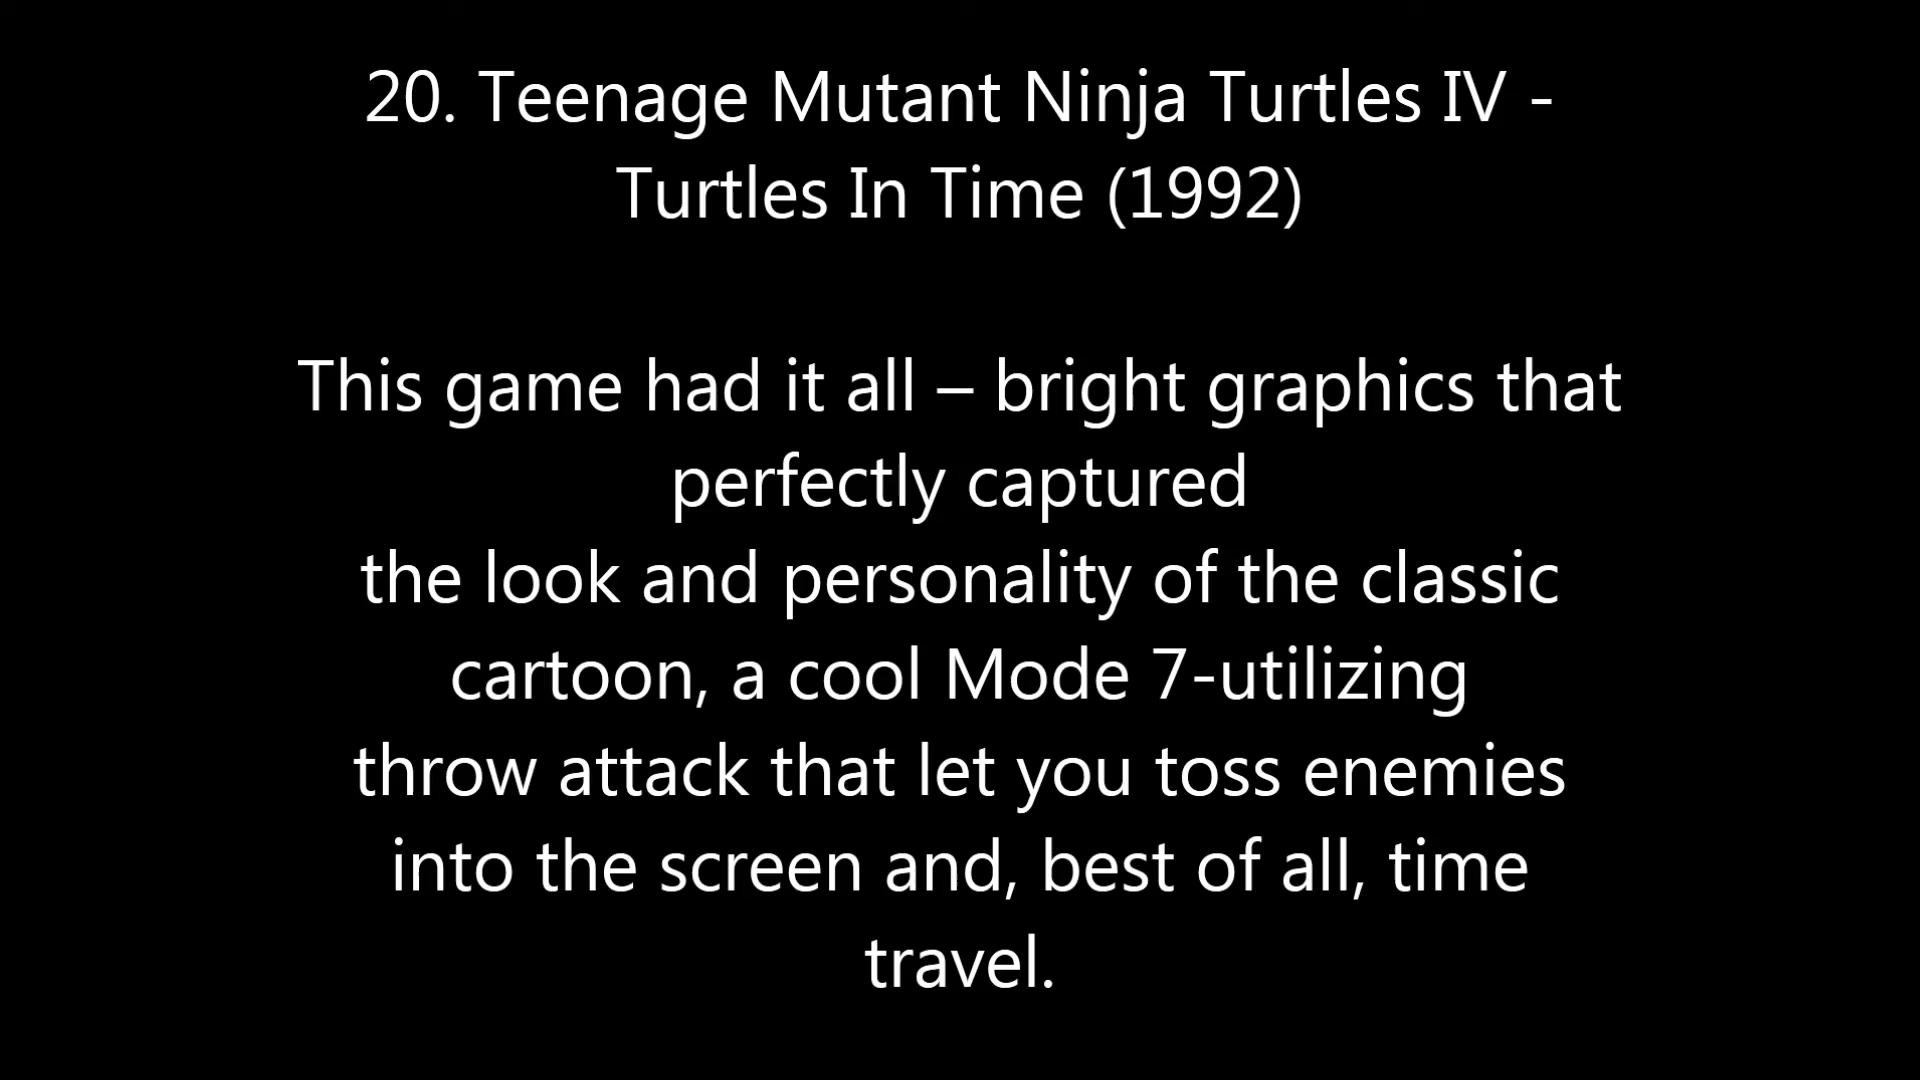 20. Teenage Mutant Ninja Turtles IV -
Turtles In Time (1992)
This game had it all – bright graphics that
perfectly captured
the look and personality of the classic
cartoon, a cool Mode 7-utilizing
throw attack that let you toss enemies
into the screen and, best of all, time
travel.